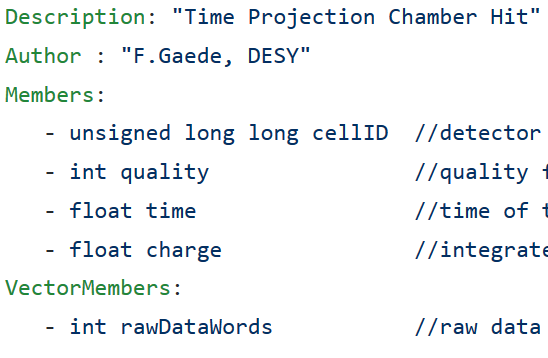 Description: "Time Projection Chamber Hit"
Author : "F.Gaede, DESY"
Members:
- unsigned long long cellID //detector
- int quality //quality
- float time //time of
- float charge //integrate
VectorMembers:
- int rawDataWords //raw data